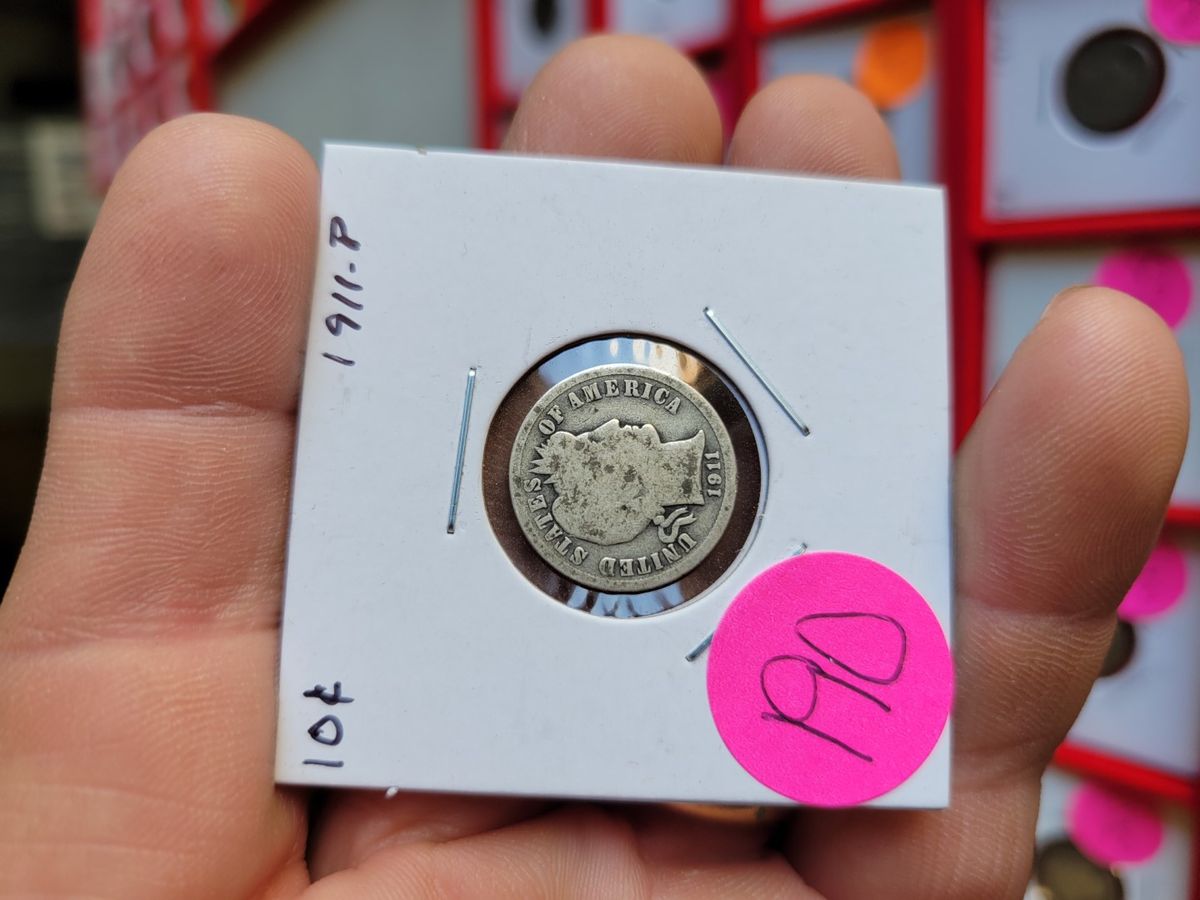 1911-P
10¢
190
UNITED STATES OF AMERICA
1911